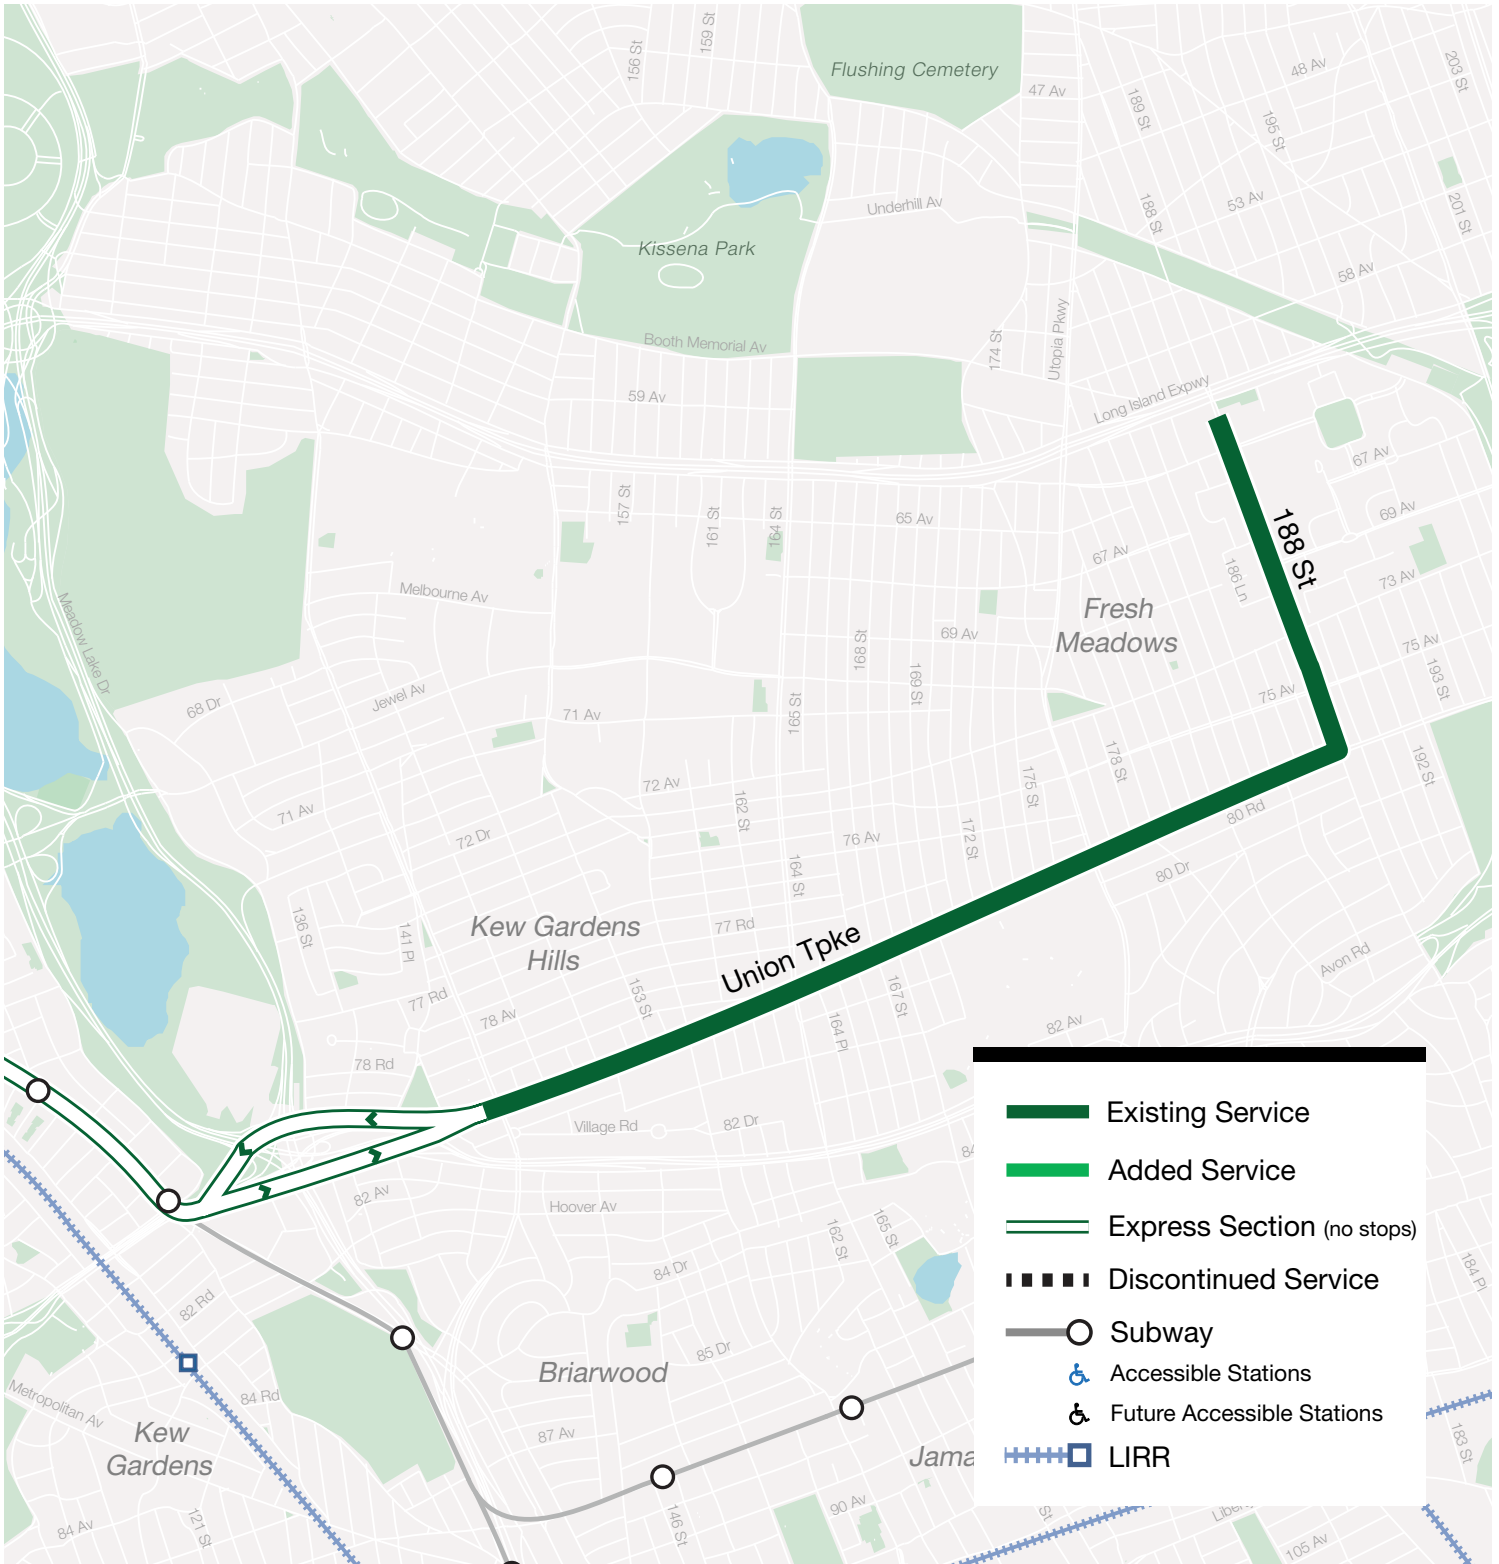 159 St
156 St
Flushing Cemetery
48 Av
203 St
47 Av
189 St
195 St
Underhill Av
188 St
53 Av
201 St
Kissena Park
58 Av
Booth Memorial Av
174 St
Utopia Pkwy
59 Av
Long Island Expwy
67 Av
157 St
161 St
164 St
65 Av
69 Av
188 St
67 Av
186 Ln
73 Av
Melbourne Av
Meadow Lake Dr
Fresh
Meadows
168 St
69 Av
75 Av
193 St
169 St
68 Dr
Jewel Av
71 Av
165 St
75 Av
178 St
192 St
175 St
72 Av
162 St
71 Av
72 Dr
76 Av
172 St
80 Rd
164 St
80 Dr
136 St
141 Pl
Kew Gardens
Hills
77 Rd
Union Tpke
Avon Rd
77 Rd
153 St
78 Av
167 St
164 Pl
82 Av
78 Rd
Village Rd
82 Dr
84
82 Av
Hoover Av
162 St
165 St
84 Dr
82 Rd
184 Pl
85 Dr
Briarwood
Metropolitan Av
84 Rd
Kew
Gardens
87 Av
Jama
183 St
90 Av
146 St
121 St
84 Av
St
Liber
105 Av
Existing Service
Added Service
Express Section (no stops)
Discontinued Service
Subway
Accessible Stations
Future Accessible Stations
LIRR